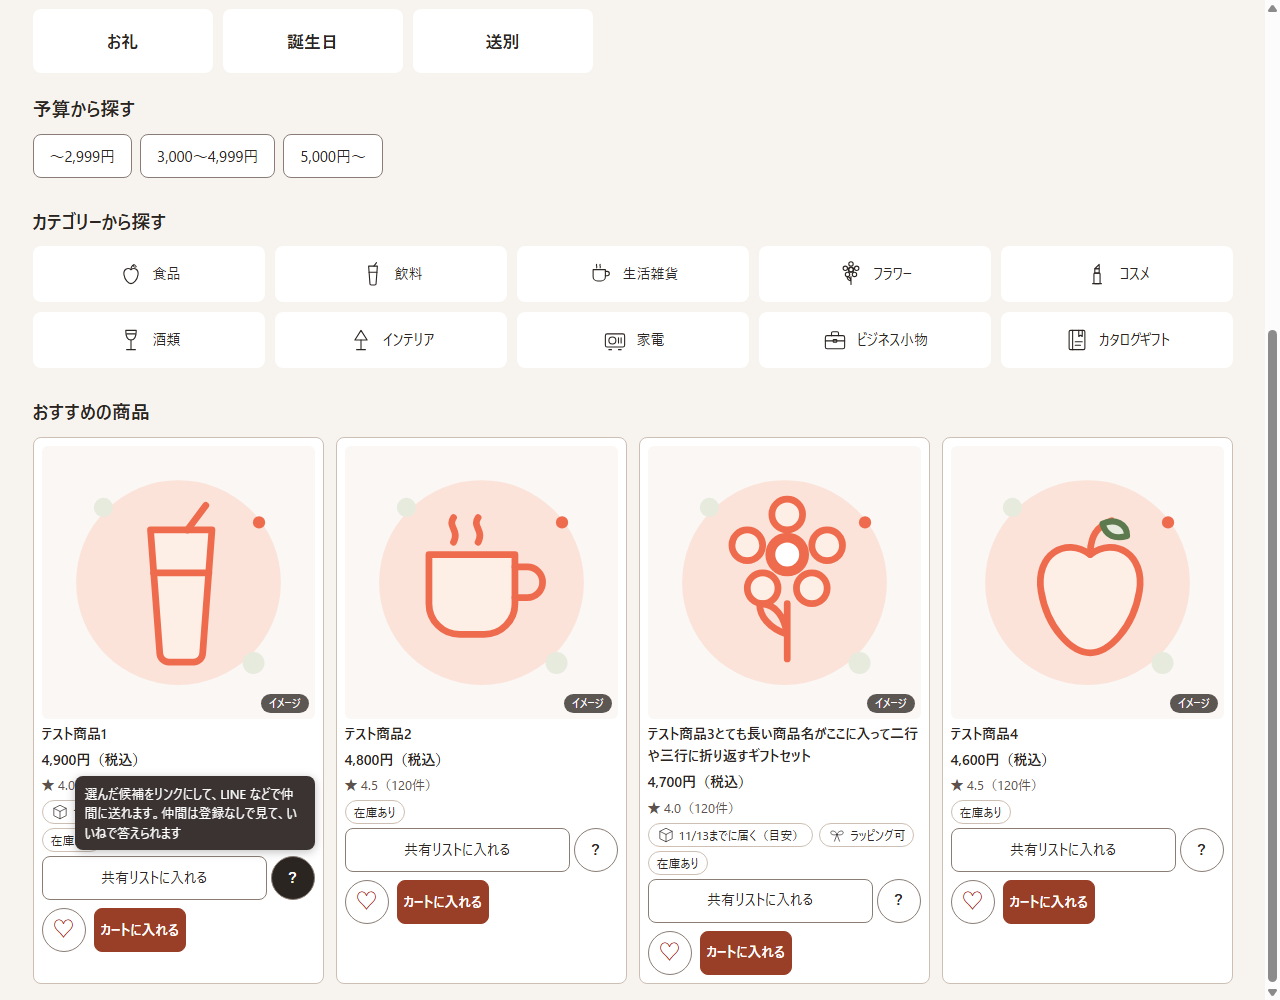 お礼
誕生日
送別
予算から探す
～2,999円
3,000～4,999円
5,000円～
カテゴリーから探す
食品
飲料
生活雑貨
フラワー
コスメ
酒類
インテリア
家電
ビジネス小物
カタログギフト
おすすめの商品
イメージ
テスト商品1
4,900円（税込）
★ 4.0
選んだ候補をリンクにして、LINE などで仲
間に送れます。仲間は登録なしで見て、い
いねで答えられます
在庫
共有リストに入れる
?
カートに入れる
イメージ
テスト商品2
4,800円（税込）
★ 4.5（120件）
在庫あり
共有リストに入れる
?
カートに入れる
イメージ
テスト商品3とても長い商品名がここに入って二行
や三行に折り返すギフトセット
4,700円（税込）
★ 4.0（120件）
11/13までに届く（目安）
ラッピング可
在庫あり
共有リストに入れる
?
カートに入れる
イメージ
テスト商品4
4,600円（税込）
★ 4.5（120件）
在庫あり
共有リストに入れる
?
カートに入れる